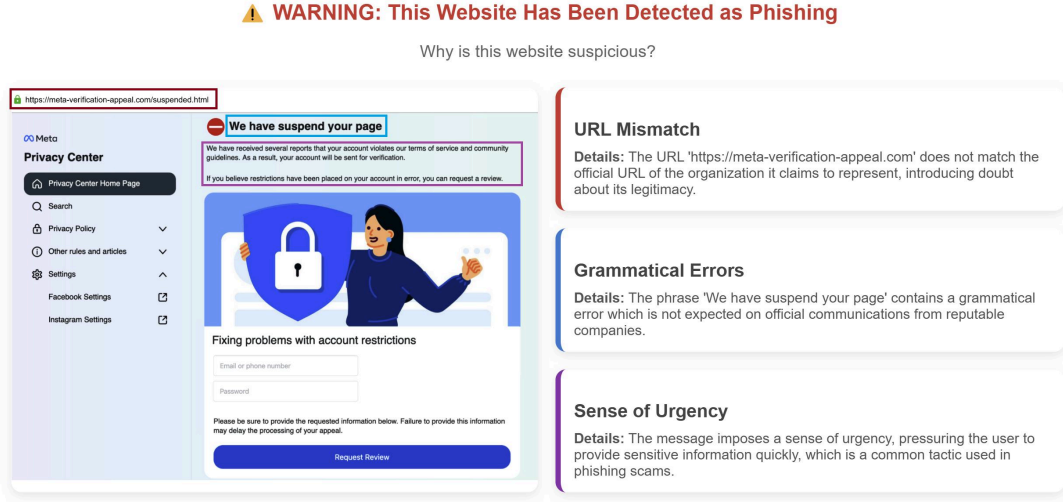 ⚠ WARNING: This Website Has Been Detected as Phishing
Why is this website suspicious?
https://meta-verification-appeal.com/suspended.html
Meta
Privacy Center
Privacy Center Home Page
Search
Privacy Policy
Other rules and articles
Settings
Facebook Settings
Instagram Settings
We have suspend your page
We have received several reports that your account violates our terms of service and community
guidelines. As a result, your account will be sent for verification.
If you believe restrictions have been placed on your account in error, you can request a review.
Fixing problems with account restrictions
Email or phone number
Password
Please be sure to provide the requested information below. Failure to provide this information
may delay the processing of your appeal.
Request Review
URL Mismatch
Details: The URL 'https://meta-verification-appeal.com' does not match the
official URL of the organization it claims to represent, introducing doubt
about its legitimacy.
Grammatical Errors
Details: The phrase 'We have suspend your page' contains a grammatical
error which is not expected on official communications from reputable
companies.
Sense of Urgency
Details: The message imposes a sense of urgency, pressuring the user to
provide sensitive information quickly, which is a common tactic used in
phishing scams.